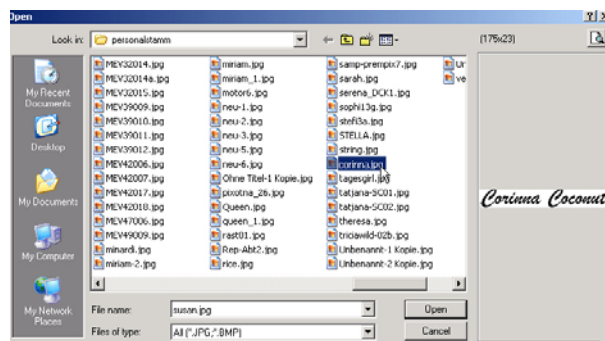 Open
Look in:
personalstamm
(175x23)
My Recent
Documents
Desktop
My Documents
My Computer
My Network
Places
MEV32014.jpg
MEV32014a.jpg
MEV32015.jpg
MEV39009.jpg
MEV39010.jpg
MEV39011.jpg
MEV39012.jpg
MEV42006.jpg
MEV42007.jpg
MEV42017.jpg
MEV42018.jpg
MEV47006.jpg
MEV49009.jpg
minardi.jpg
miriam-2.jpg
miriam.jpg
miriam_1.jpg
motor6.jpg
neu-1.jpg
neu-2.jpg
neu-3.jpg
neu-5.jpg
neu-6.jpg
Ohne Titel-1 Kopie.jpg
pixotna_26.jpg
Queen.jpg
queen_1.jpg
rast01.jpg
Rep-Abt2.jpg
rice.jpg
samp-prempix7.jpg
sarah.jpg
serena_DCK1.jpg
sophi13g.jpg
stefi3a.jpg
STELLA.jpg
string.jpg
corinna.jpg
tagesgirl.jpg
tatjana-SC01.jpg
tatjana-SC02.jpg
theresa.jpg
triciawild-02b.jpg
Unbenannt-1 Kopie.jpg
Unbenannt-2 Kopie.jpg
Ur
ve
Corinna Coconut
File name:
susan.jpg
Open
Files of type:
All (*.JPG;*.BMP)
Cancel